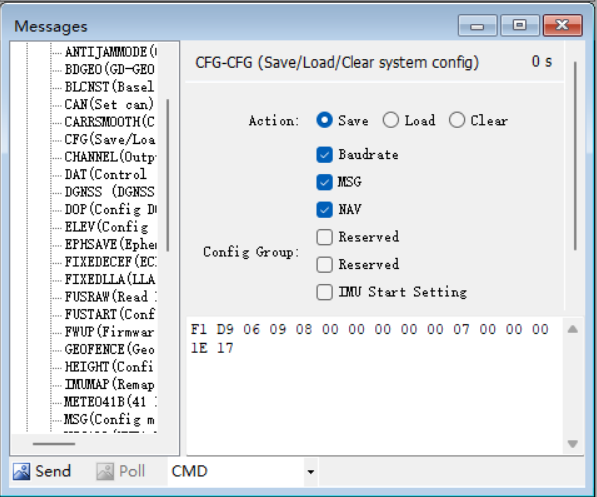 Messages
ANTIJAMMODE(
BDGEO(GD-GEO
BLCNST(Basel
CAN(Set can)
CARRSMOOTH(C
CFG(Save/Loa
CHANNEL(Outp
DAT(Control
DGNSS (DGNSS
DOP(Config D
ELEV(Config
EPHSAVE(Ephe
FIXEDECEF(EC
FIXEDLLA(LLA
FUSRAW(Read
FUSTART(Conf
FWUP(Firmwar
GEOFENCE(Geo
HEIGHT(Confi
IMUMAP(Remap
METEO41B(41
MSG(Config m
CFG-CFG (Save/Load/Clear system config) 0 s
Action: Save Load Clear
Baudrate
MSG
NAV
Config Group: Reserved
Reserved
IMU Start Setting
F1 D9 06 09 08 00 00 00 00 00 07 00 00 00
1E 17
Send Poll CMD